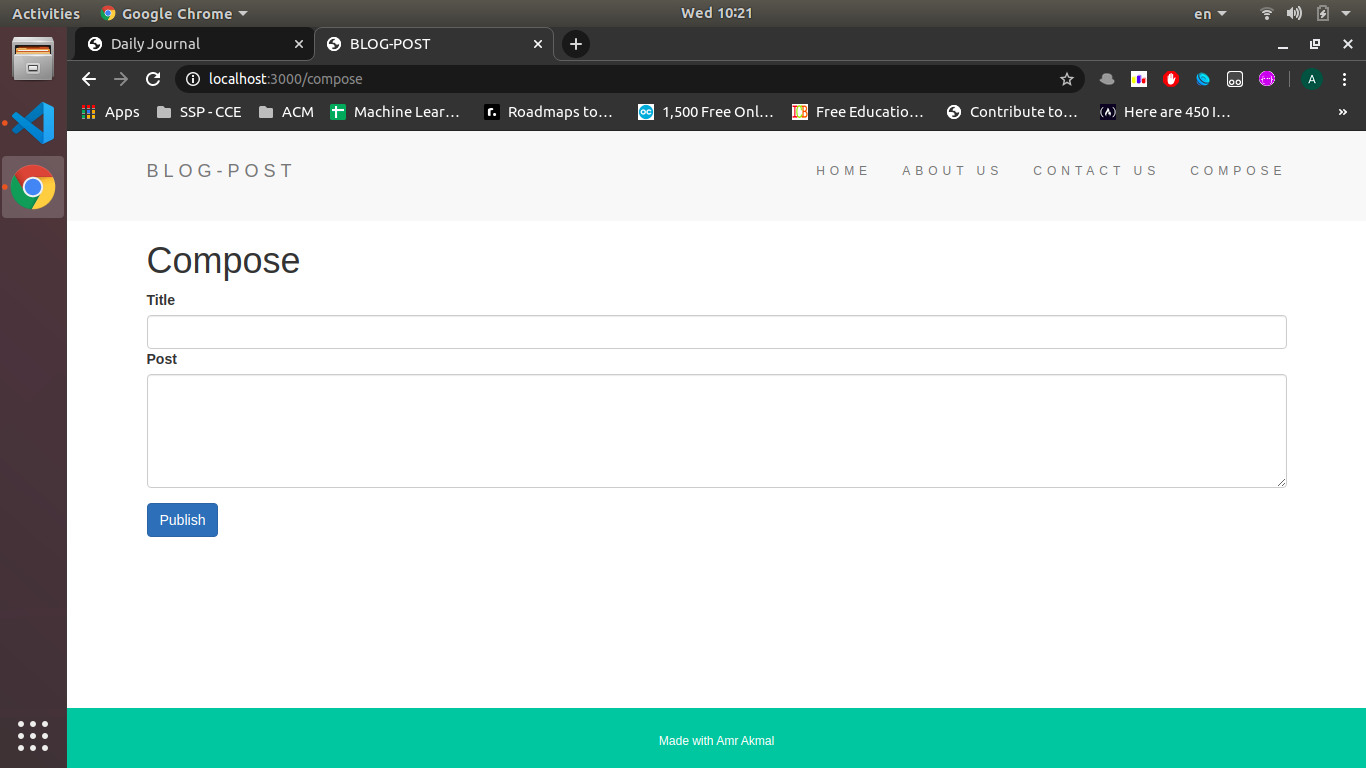 Activities Google Chrome Wed 10:21 en
Daily Journal BLOG-POST
localhost:3000/compose A
Apps SSP - CCE ACM Machine Lear… Roadmaps to… 1,500 Free Onl… Free Educatio… Contribute to… Here are 450 I… »
BLOG-POST HOME ABOUT US CONTACT US COMPOSE
Compose
Title
Post
Publish
Made with Amr Akmal